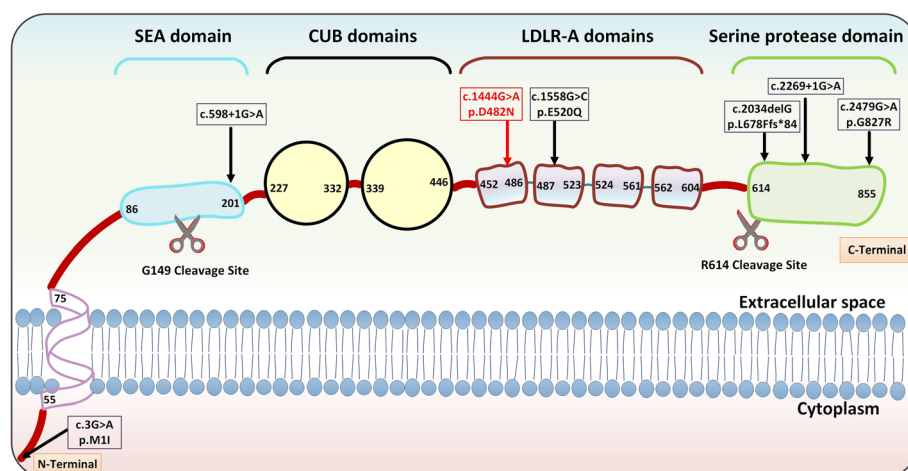 SEA domain
CUB domains
LDLR-A domains
Serine protease domain
c.598+1G>A
c.1444G>A
p.D482N
c.1558G>C
p.E520Q
c.2034delG
p.L678Ffs*84
c.2269+1G>A
c.2479G>A
p.G827R
86
201
227
332
339
446
452
486
487
523
524
561
562
604
614
855
G149 Cleavage Site
R614 Cleavage Site
C-Terminal
75
Extracellular space
55
Cytoplasm
c.3G>A
p.M1I
N-Terminal